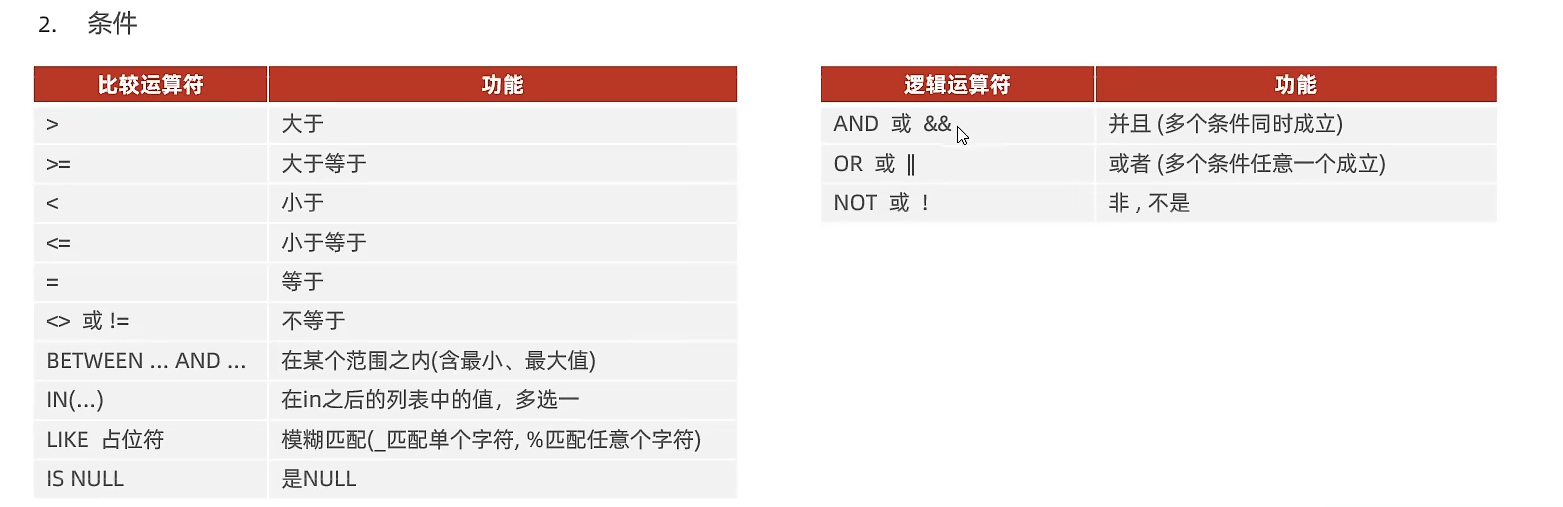 2. 条件
比较运算符 功能
> 大于
>= 大于等于
< 小于
<= 小于等于
= 等于
<> 或 != 不等于
BETWEEN ... AND ... 在某个范围之内(含最小、最大值)
IN(...) 在in之后的列表中的值，多选一
LIKE 占位符 模糊匹配(_匹配单个字符, %匹配任意个字符)
IS NULL 是NULL
逻辑运算符 功能
AND 或 && 并且 (多个条件同时成立)
OR 或 || 或者 (多个条件任意一个成立)
NOT 或 ! 非 , 不是